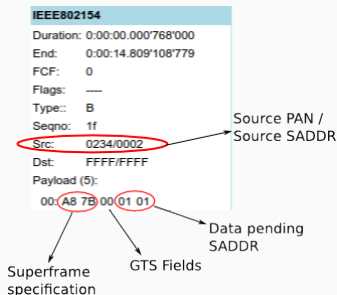 IEEE802154
Duration: 0:00:00.000'768'000
End: 0:00:14.809'108'779
FCF: 0
Flags: ----
Type:: B
Seqno: 1f
Src: 0234/0002
Source PAN /
Source SADDR
Dst: FFFF/FFFF
Payload (5):
00: A8 7B 00 01 01
Data pending
SADDR
GTS Fields
Superframe
specification